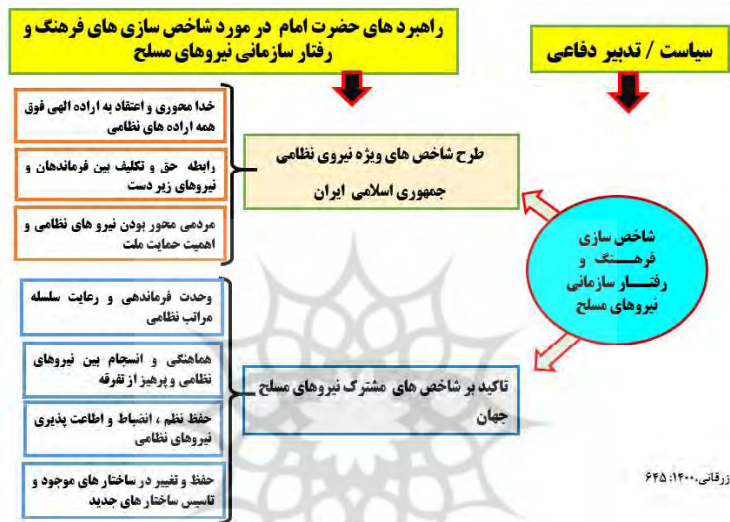 راهبرد های حضرت امام در مورد شاخص سازی های فرهنگ و
رفتار سازمانی نیروهای مسلح
سیاست / تدبیر دفاعی
شاخص سازی
فرهنگ و
رفتار سازمانی
نیروهای مسلح
طرح شاخص های ویژه نیروی نظامی
جمهوری اسلامی ایران
خدا محوری و اعتقاد به اراده الهی فوق
همه اراده های نظامی
رابطه حق و تکلیف بین فرماندهان و
نیروهای زیر دست
مردمی محور بودن نیرو های نظامی و
اهمیت حمایت ملت
تاکید بر شاخص های مشترک نیروهای مسلح
جهان
وحدت فرماندهی و رعایت سلسله
مراتب نظامی
هماهنگی و انسجام بین نیروهای
نظامی و پرهیز از تفرقه
حفظ نظم ، انضباط و اطاعت پذیری
نیروهای نظامی
حفظ و تغییر در ساختار های موجود و
تاسیس ساختار های جدید
زرقانی،۱۴۰۰: ۶۴۵